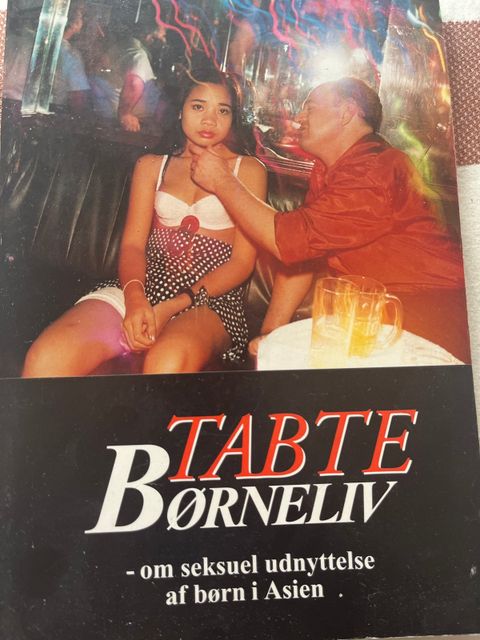 TABTE
BØRNELIV
- om seksuel udnyttelse
af børn i Asien .